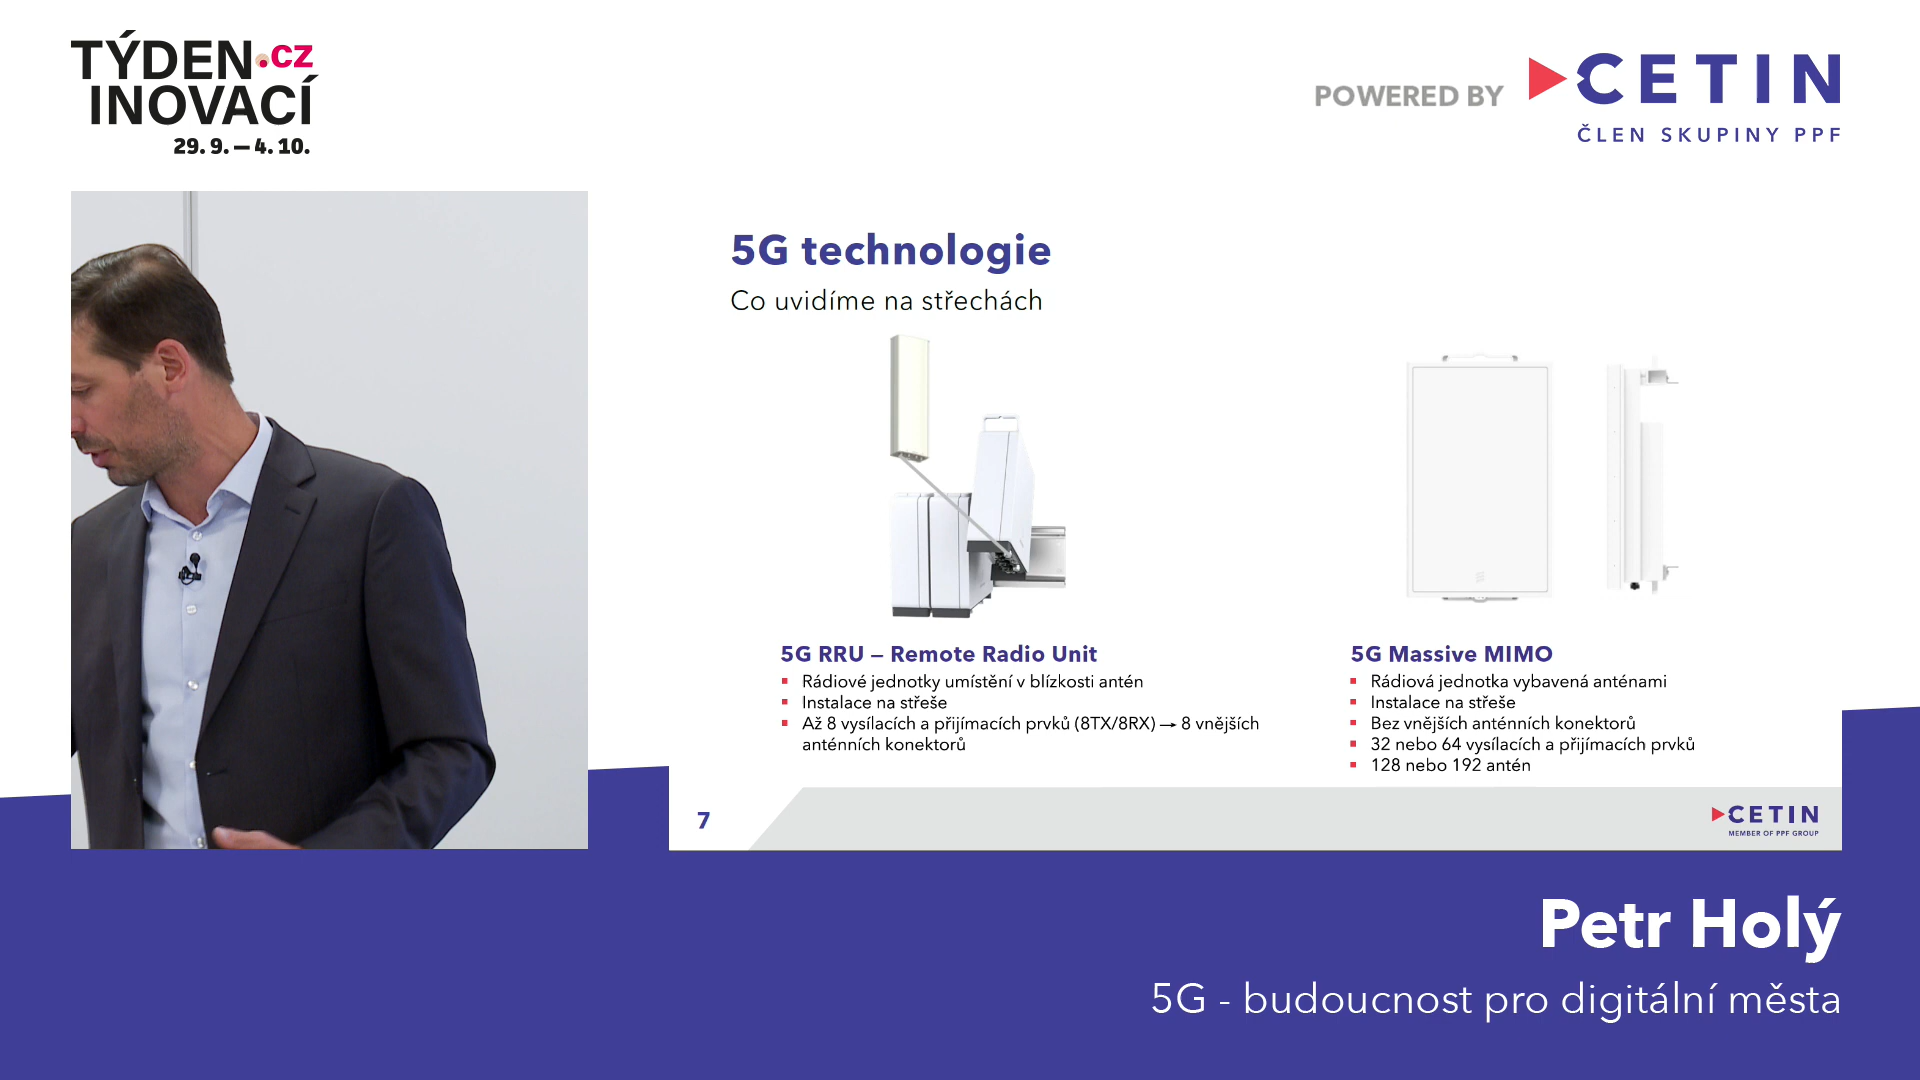 TÝDEN.cz
INOVACÍ
29. 9. — 4. 10.
POWERED BY
CETIN
ČLEN SKUPINY PPF
5G technologie
Co uvidíme na střechách
5G RRU – Remote Radio Unit
Rádiové jednotky umístění v blízkosti antén
Instalace na střeše
Až 8 vysílacích a přijímacích prvků (8TX/8RX) → 8 vnějších
anténních konektorů
5G Massive MIMO
Rádiová jednotka vybavená anténami
Instalace na střeše
Bez vnějších anténních konektorů
32 nebo 64 vysílacích a přijímacích prvků
128 nebo 192 antén
7
CETIN
MEMBER OF PPF GROUP
Petr Holý
5G - budoucnost pro digitální města